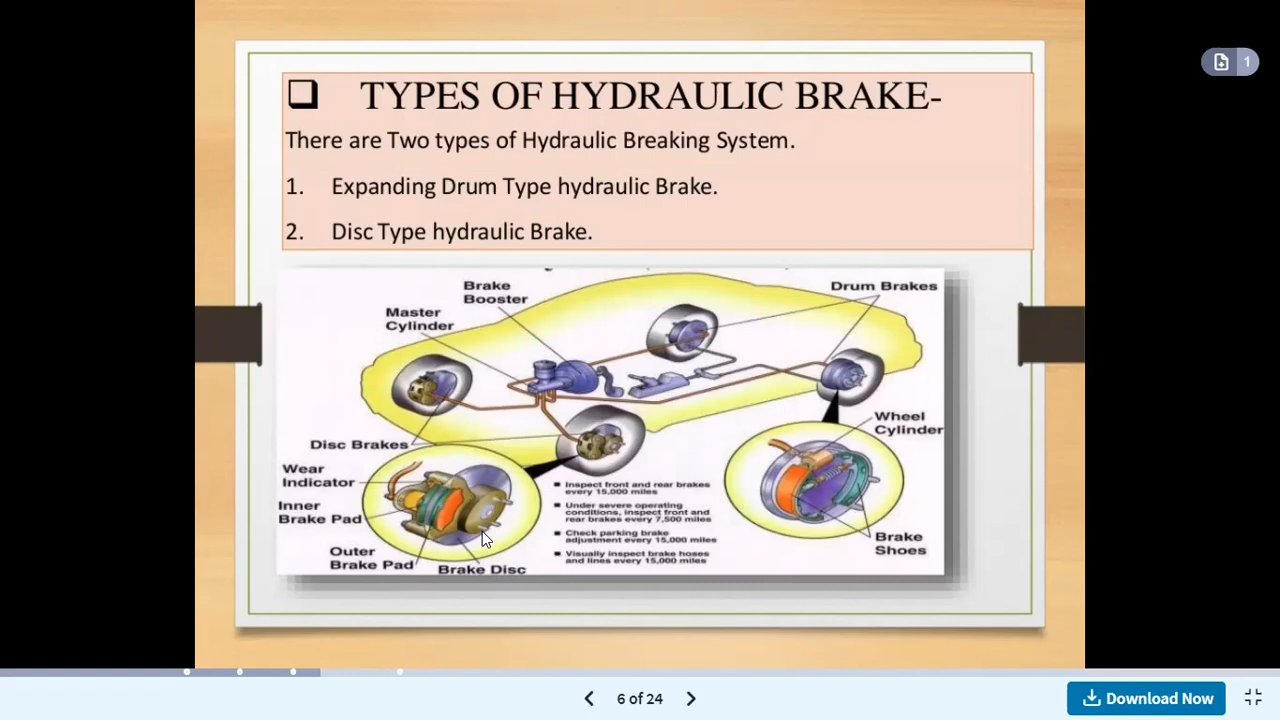 TYPES OF HYDRAULIC BRAKE-
There are Two types of Hydraulic Breaking System.
1. Expanding Drum Type hydraulic Brake.
2. Disc Type hydraulic Brake.
Brake
Booster
Master
Cylinder
Drum Brakes
Disc Brakes
Wear
Indicator
Inner
Brake Pad
Outer
Brake Pad
Brake Disc
Wheel
Cylinder
Brake
Shoes
■ Inspect front and rear brakes
every 15,000 miles
■ Under severe operating
conditions, inspect front and
rear brakes every 7,500 miles
■ Check parking brake
adjustment every 15,000 miles
■ Visually inspect brake hoses
and lines every 15,000 miles
1
6 of 24
Download Now